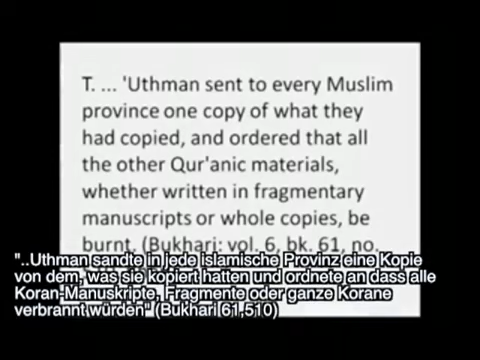 T. ... 'Uthman sent to every Muslim
province one copy of what they
had copied, and ordered that all
the other Qur'anic materials,
whether written in fragmentary
manuscripts or whole copies, be
burnt. (Bukhari: vol. 6, bk. 61, no.
"..Uthman sandte in jede islamische Provinz eine Kopie
von dem, was sie kopiert hatten und ordnete an dass alle
Koran-Manuskripte, Fragmente oder ganze Korane
verbrannt würden" (Bukhari 61,510)